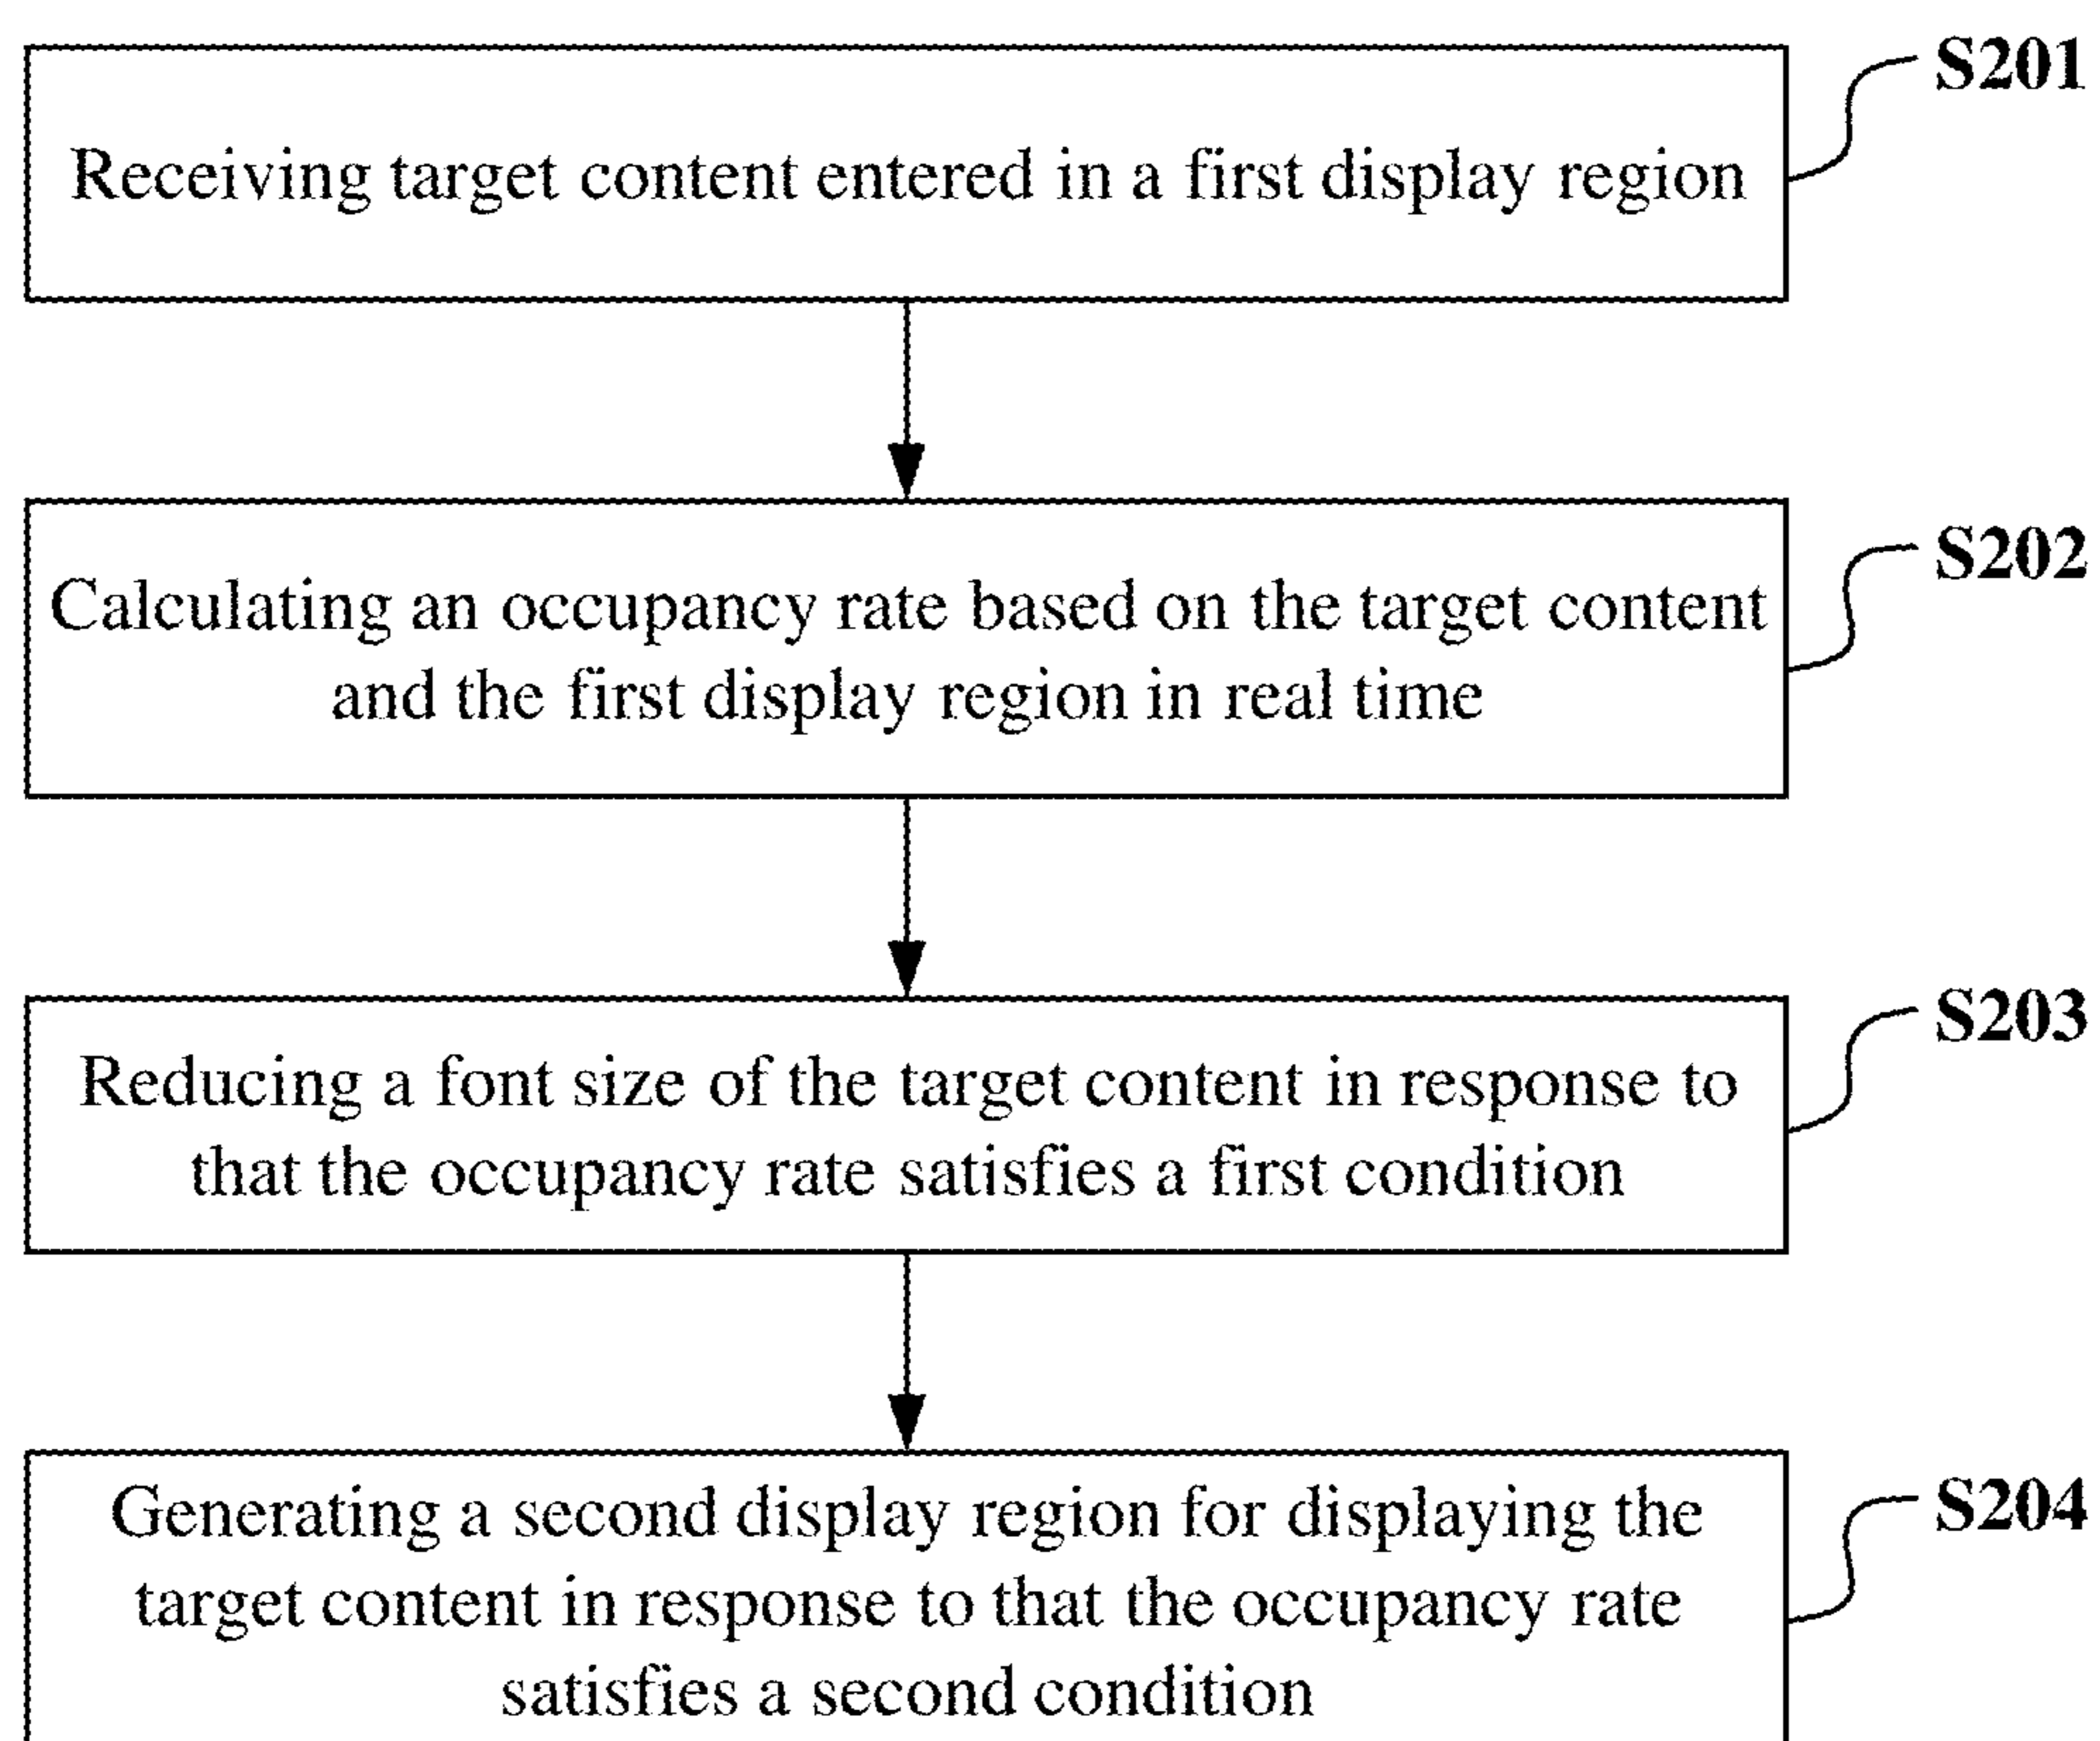 S201
Receiving target content entered in a first display region
S202
Calculating an occupancy rate based on the target content
and the first display region in real time
S203
Reducing a font size of the target content in response to
that the occupancy rate satisfies a first condition
S204
Generating a second display region for displaying the
target content in response to that the occupancy rate
satisfies a second condition